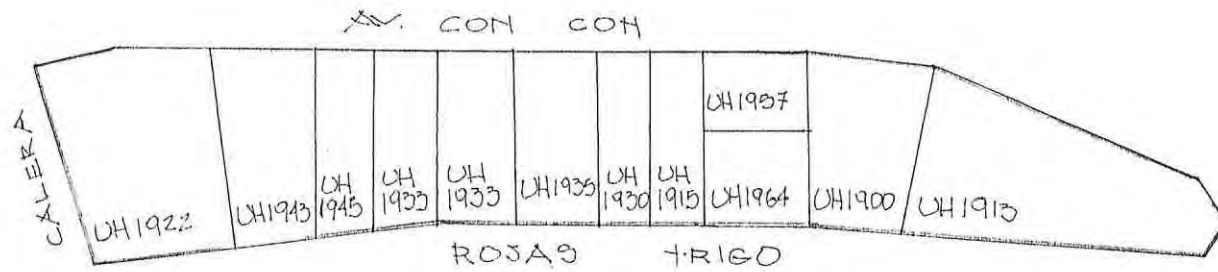 AV. CON CON
CALERA
UH1922
UH1943
UH
1945
UH
1933
UH
1933
UH1935
UH
1930
UH
1915
UH1937
UH1964
UH1900
UH1913
ROJAS TRIGO